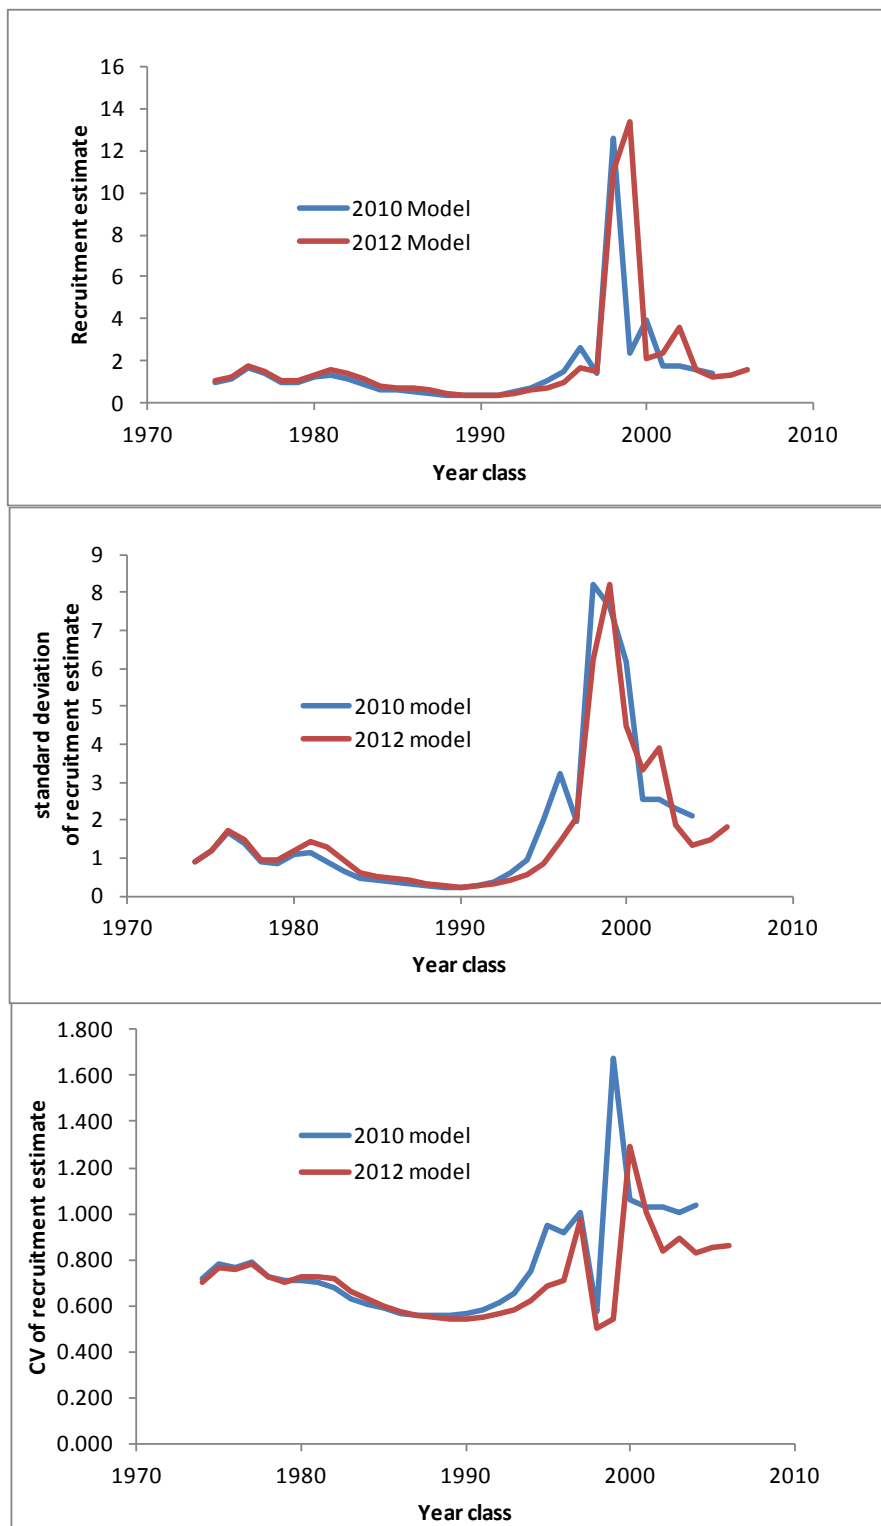 16
14
12
10
8
6
4
2
0
Recruitment estimate
2010 Model
2012 Model
1970 1980 1990 2000 2010
Year class
9
8
7
6
5
4
3
2
1
0
standard deviation
of recruitment estimate
2010 model
2012 model
1970 1980 1990 2000 2010
Year class
1.800
1.600
1.400
1.200
1.000
0.800
0.600
0.400
0.200
0.000
CV of recruitment estimate
2010 model
2012 model
1970 1980 1990 2000 2010
Year class